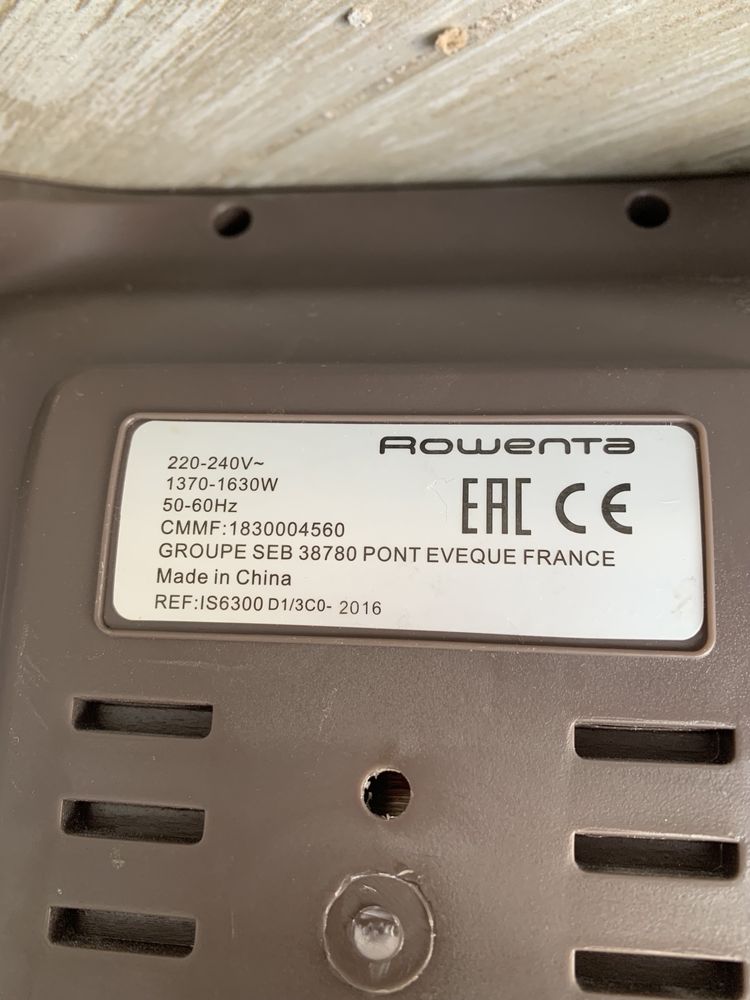 Rowenta
220-240V~
1370-1630W
50-60Hz
EAC CE
CMMF:1830004560
GROUPE SEB 38780 PONT EVEQUE FRANCE
Made in China
REF:IS6300 D1/3C0- 2016